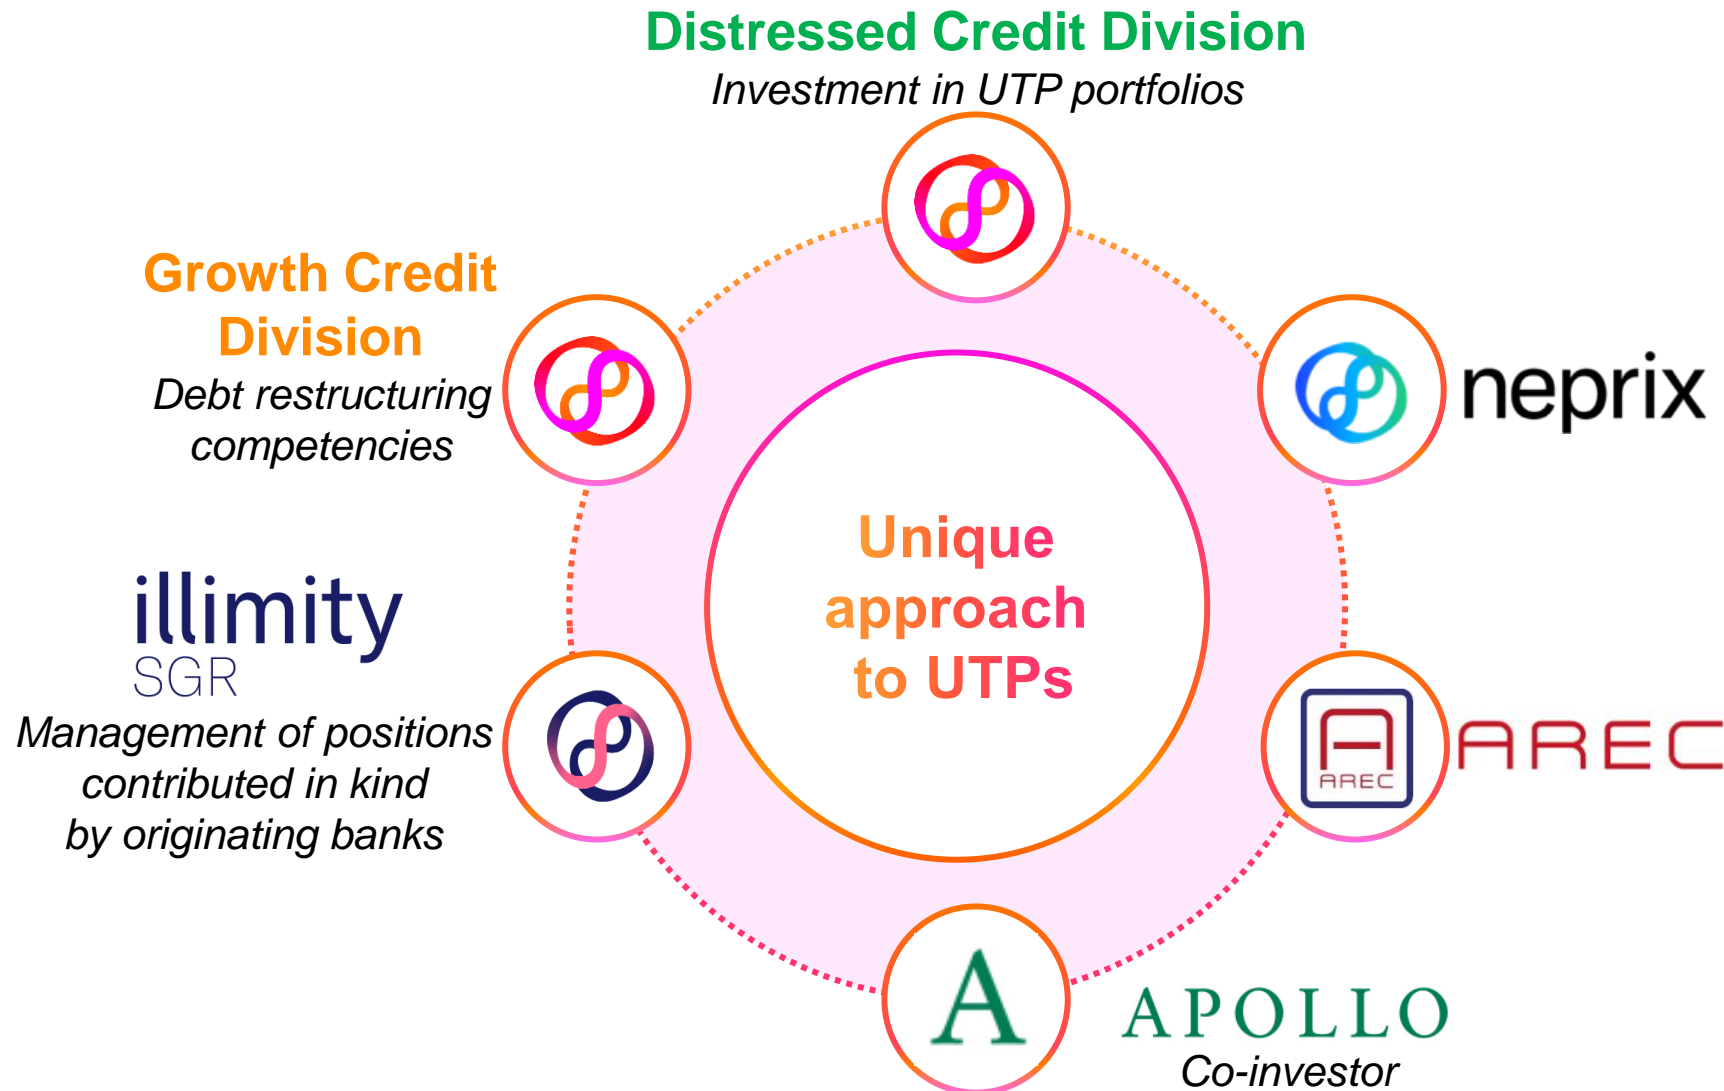 Distressed Credit Division
Investment in UTP portfolios
Growth Credit
Division
Debt restructuring
competencies
neprix
Unique
approach
to UTPs
illimity
SGR
Management of positions
contributed in kind
by originating banks
A
AREC
AREC
A
APOLLO
Co-investor